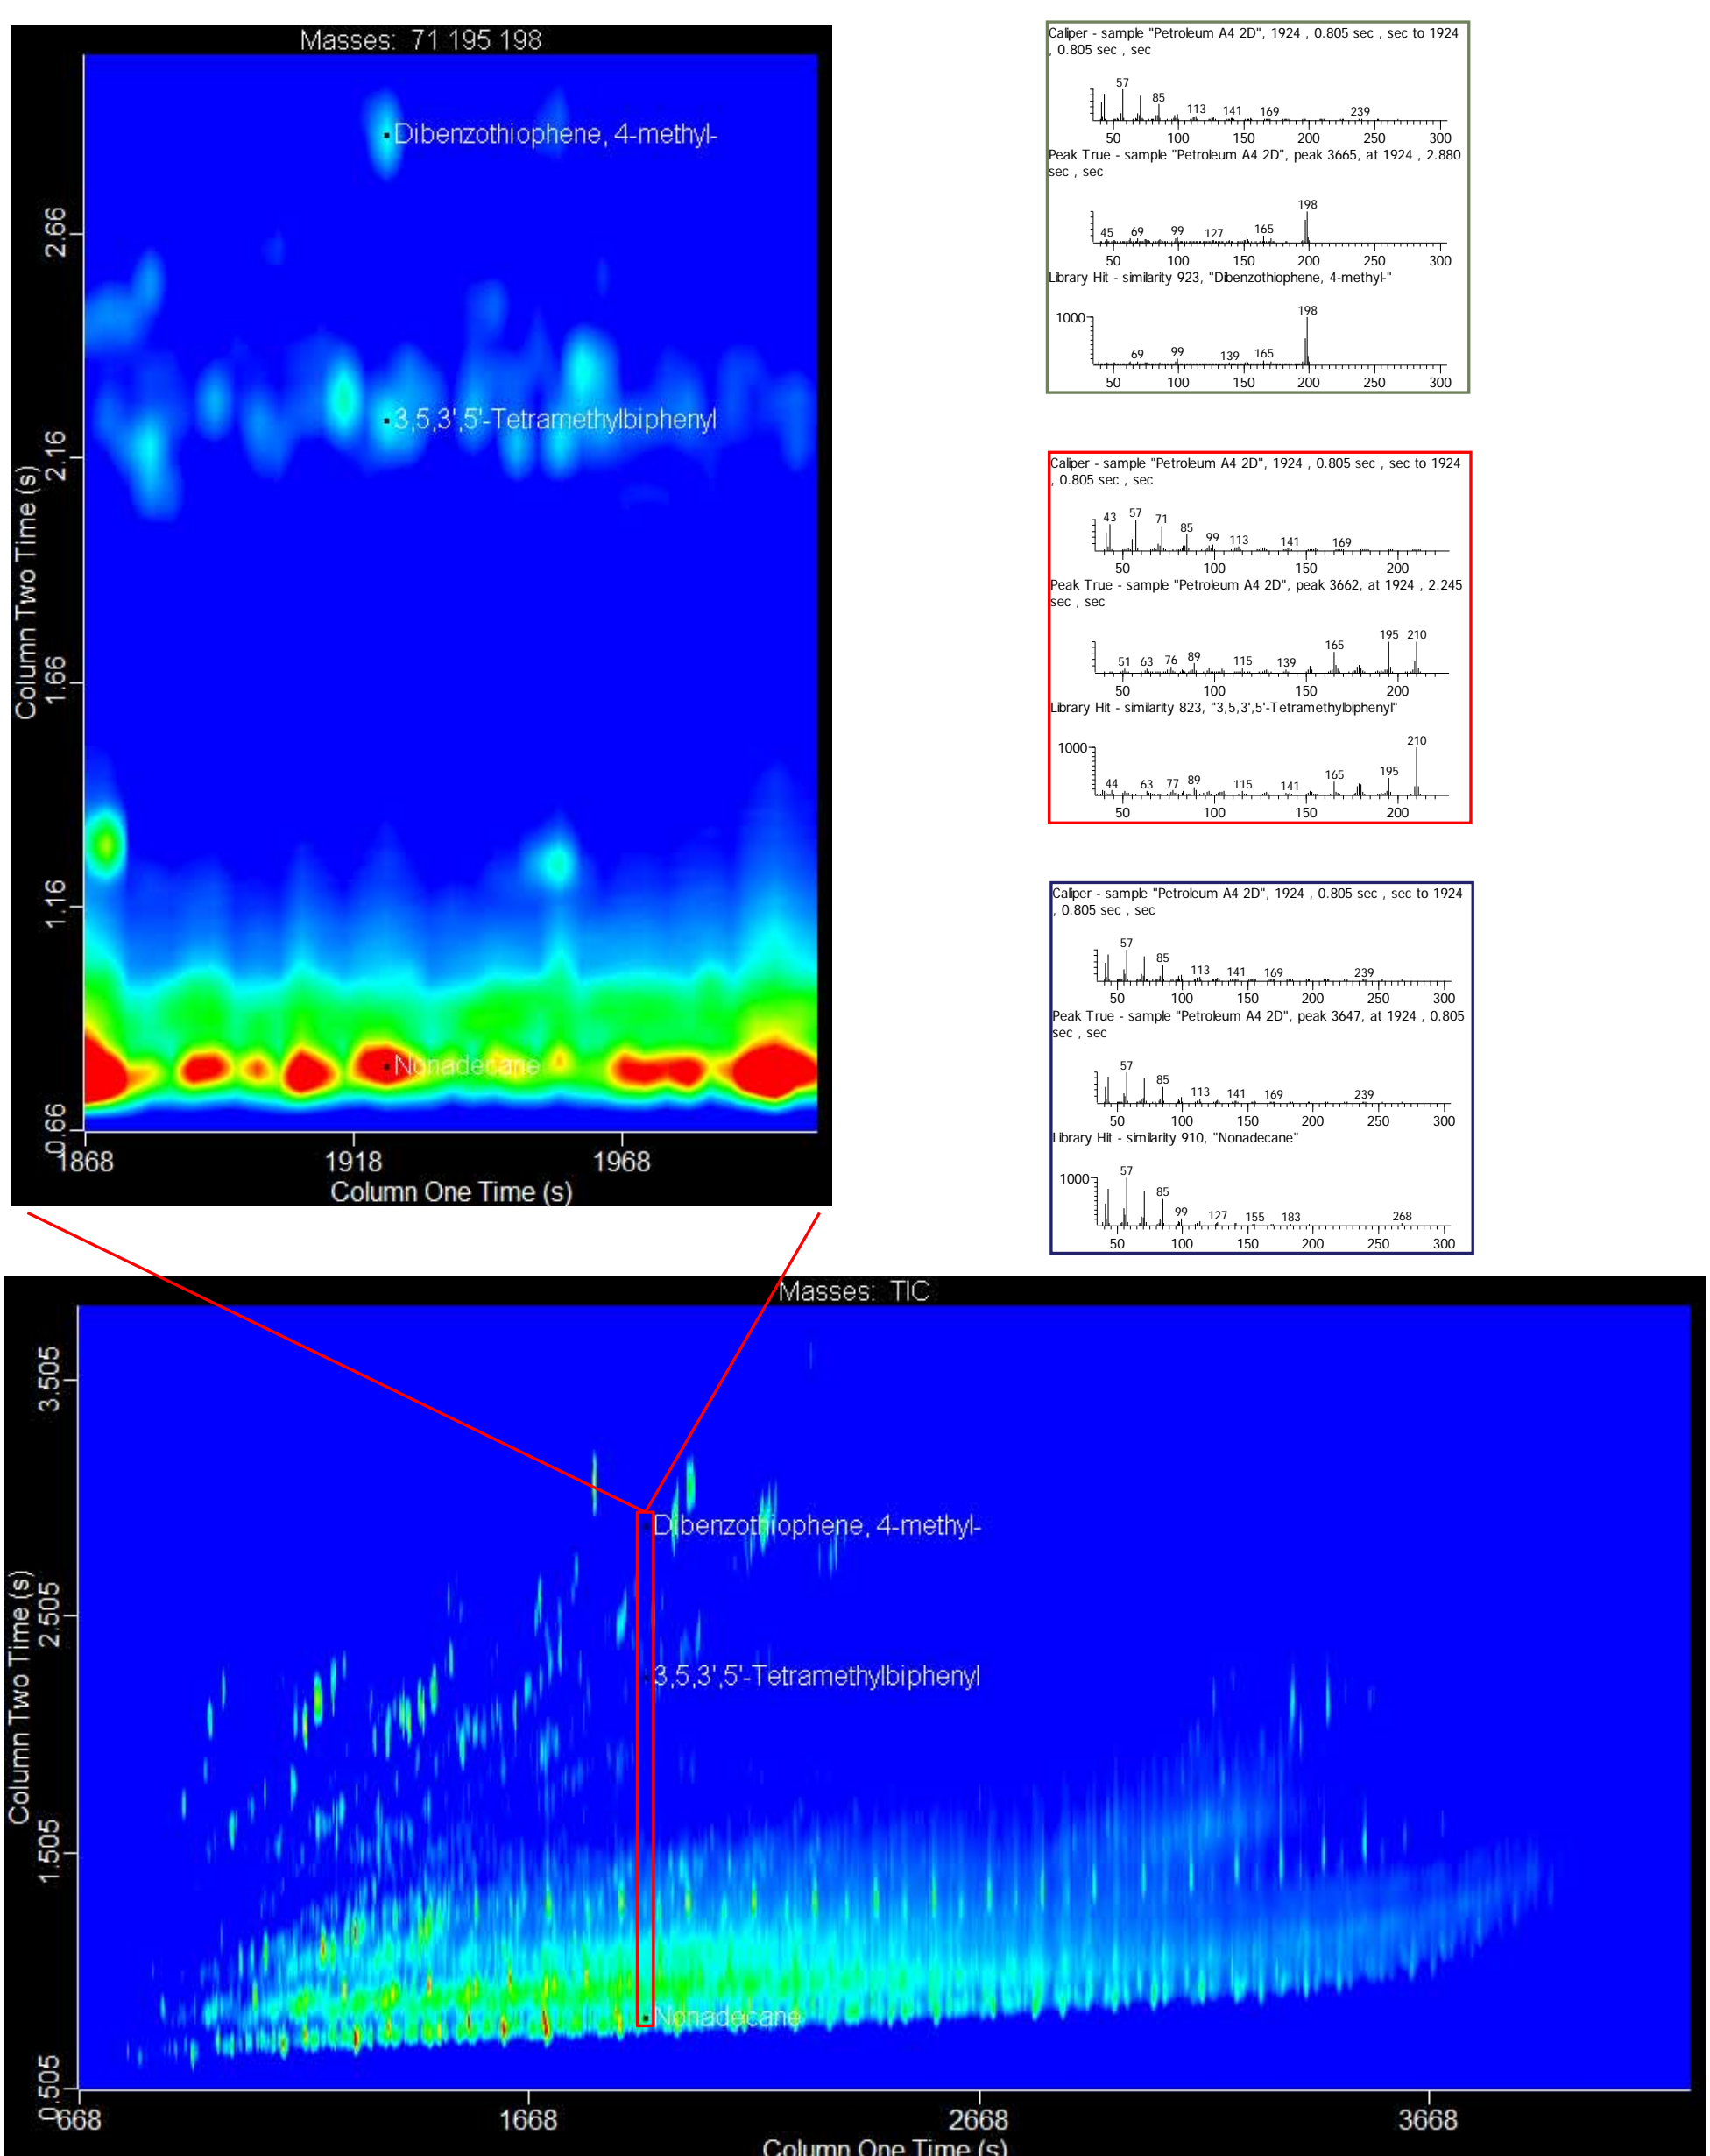 Masses: 71 195 198
Dibenzothiophene, 4-methyl-
3,5,3',5'-Tetramethylbiphenyl
Nonadecane
Column Two Time (s)
2.66
2.16
1.66
1.16
0.66
1868 1918 1968
Column One Time (s)
Caliper - sample "Petroleum A4 2D", 1924 , 0.805 sec , sec to 1924
, 0.805 sec , sec
57
85
113 141 169 239
50 100 150 200 250 300
Peak True - sample "Petroleum A4 2D", peak 3665, at 1924 , 2.880
sec , sec
198
45 69 99 127 165
50 100 150 200 250 300
Library Hit - similarity 923, "Dibenzothiophene, 4-methyl-"
1000
198
69 99 139 165
50 100 150 200 250 300
Caliper - sample "Petroleum A4 2D", 1924 , 0.805 sec , sec to 1924
, 0.805 sec , sec
43 57 71 85
99 113 141 169
50 100 150 200
Peak True - sample "Petroleum A4 2D", peak 3662, at 1924 , 2.245
sec , sec
165 195 210
51 63 76 89 115 139
50 100 150 200
Library Hit - similarity 823, "3,5,3',5'-Tetramethylbiphenyl"
1000
210
44 63 77 89 115 141 165 195
50 100 150 200
Caliper - sample "Petroleum A4 2D", 1924 , 0.805 sec , sec to 1924
, 0.805 sec , sec
57
85
113 141 169 239
50 100 150 200 250 300
Peak True - sample "Petroleum A4 2D", peak 3647, at 1924 , 0.805
sec , sec
57
85
113 141 169 239
50 100 150 200 250 300
Library Hit - similarity 910, "Nonadecane"
1000
57
85
99 127 155 183 268
50 100 150 200 250 300
Masses: TIC
Dibenzothiophene, 4-methyl-
3,5,3',5'-Tetramethylbiphenyl
Nonadecane
Column Two Time (s)
3.505
2.505
1.505
0.505
668 1668 2668 3668
Column One Time (s)